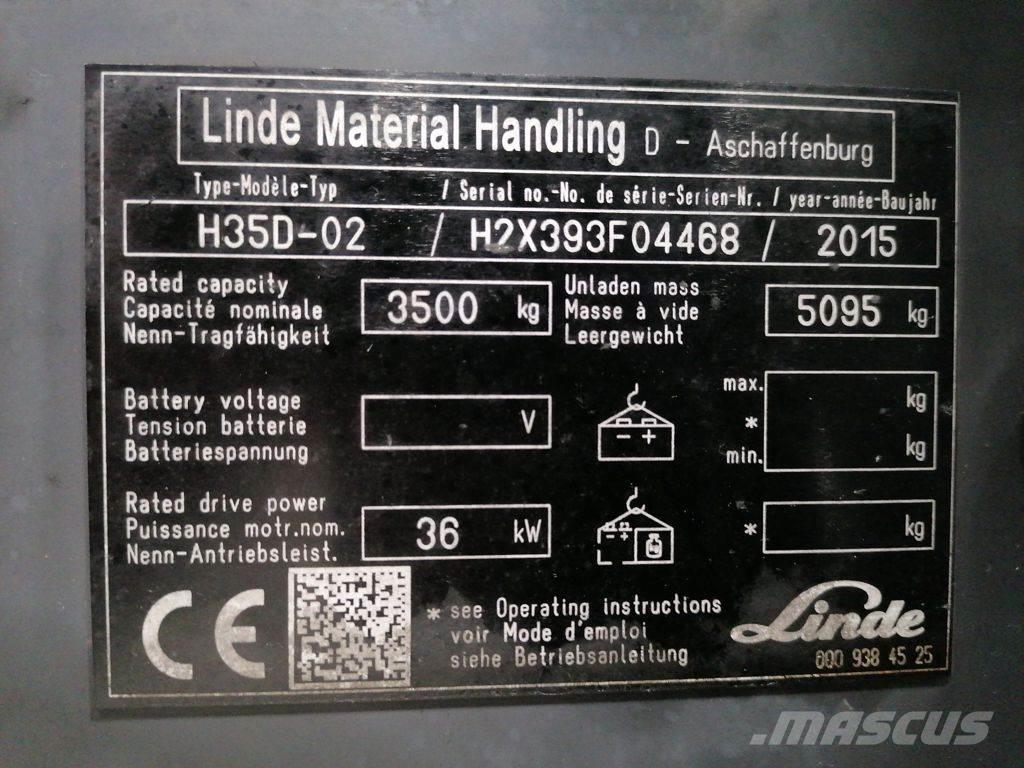 Linde Material Handling D - Aschaffenburg
Type-Modèle-Typ / Serial no.-No. de série-Serien-Nr. / year-année-Baujahr
H35D-02 / H2X393F04468 / 2015
Rated capacity
Capacité nominale
Nenn-Tragfähigkeit
3500 kg
Unladen mass
Masse à vide
Leergewicht
5095 kg
Battery voltage
Tension batterie
Batteriespannung
V
- +
max. kg
*
min. kg
Rated drive power
Puissance motr.nom.
Nenn-Antriebsleist.
36 kW
- +
kg
* kg
CE
* see Operating instructions
voir Mode d'emploi
siehe Betriebsanleitung
Linde
000 938 45 25
.MASCUS